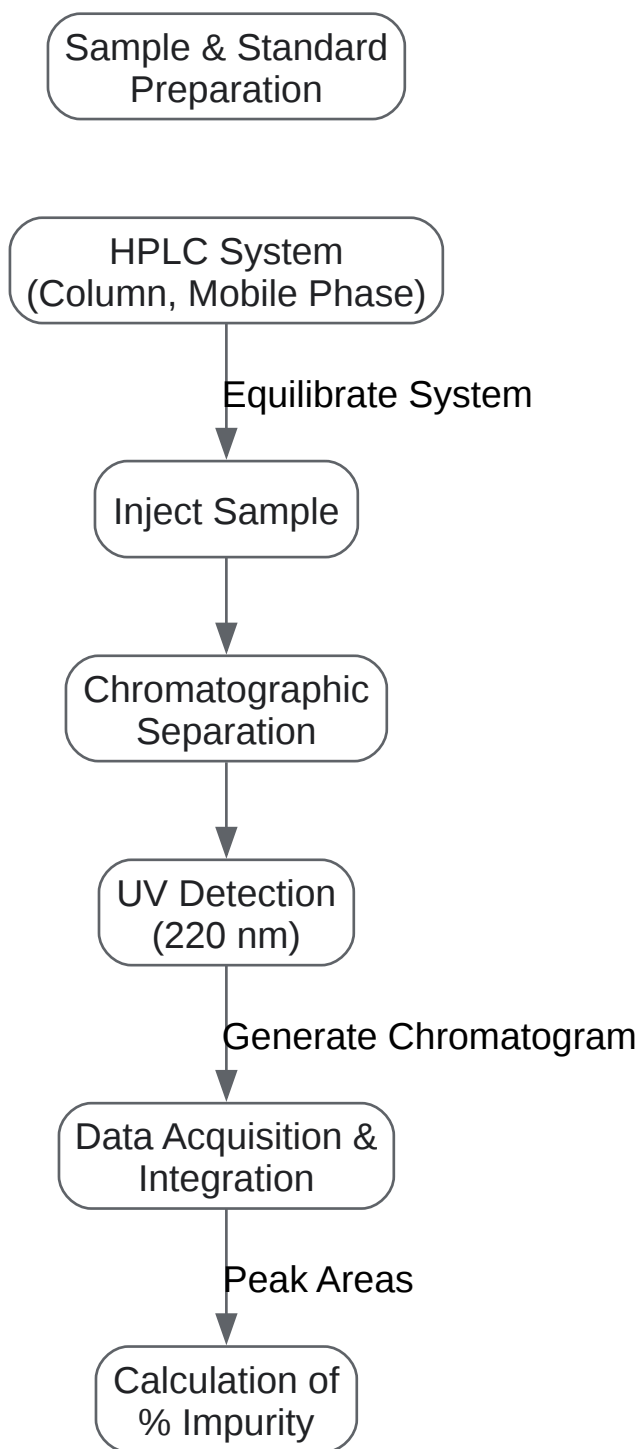 Sample & Standard
Preparation
HPLC System
(Column, Mobile Phase)
Equilibrate System
Inject Sample
Chromatographic
Separation
UV Detection
(220 nm)
Generate Chromatogram
Data Acquisition &
Integration
Peak Areas
Calculation of
% Impurity